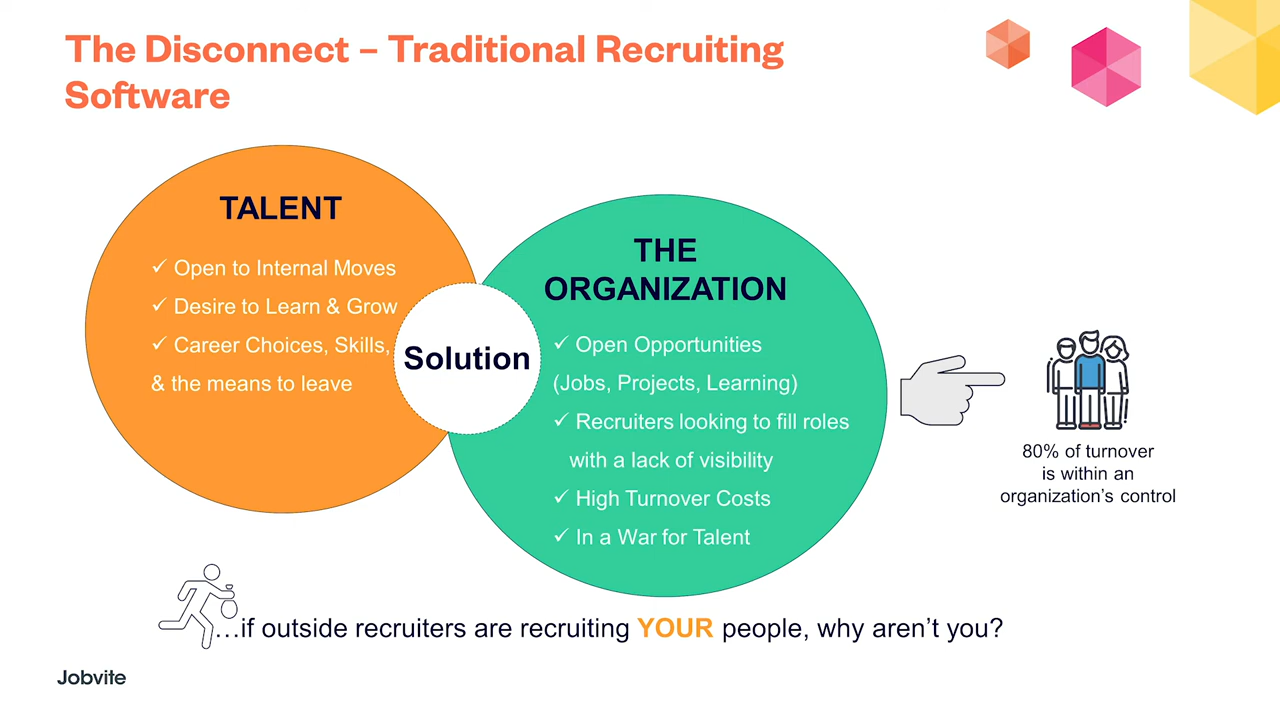 The Disconnect – Traditional Recruiting
Software
TALENT
✓ Open to Internal Moves
✓ Desire to Learn & Grow
✓ Career Choices, Skills,
& the means to leave
Solution
THE
ORGANIZATION
✓ Open Opportunities
(Jobs, Projects, Learning)
✓ Recruiters looking to fill roles
with a lack of visibility
✓ High Turnover Costs
✓ In a War for Talent
80% of turnover
is within an
organization’s control
…if outside recruiters are recruiting YOUR people, why aren’t you?
Jobvite